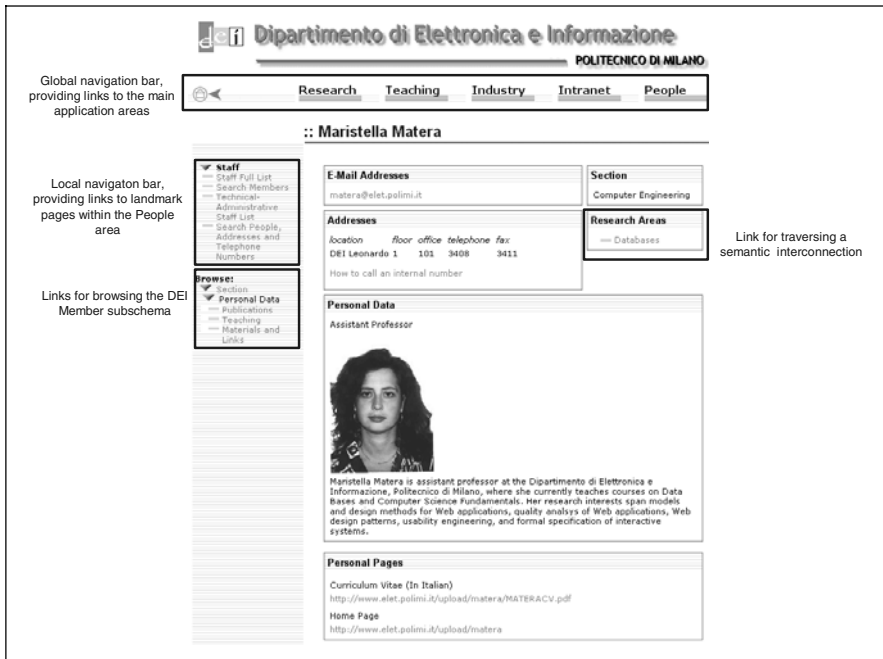 dei Dipartimento di Elettronica e Informazione
POLITECNICO DI MILANO
Global navigation bar,
providing links to the main
application areas
Research Teaching Industry Intranet People
:: Maristella Matera
Local navigaton bar,
providing links to landmark
pages within the People
area
Staff
Staff Full List
Search Members
Technical-
Administrative
Staff List
Search People,
Addresses and
Telephone
Numbers
Links for browsing the DEI
Member subschema
Browse:
Section
Personal Data
Publications
Teaching
Materials and
Links
E-Mail Addresses
matera@elet.polimi.it
Section
Computer Engineering
Addresses
location floor office telephone fax
DEI Leonardo 1 101 3408 3411
How to call an internal number
Research Areas
Databases
Link for traversing a
semantic interconnection
Personal Data
Assistant Professor
Maristella Matera is assistant professor at the Dipartimento di Elettronica e
Informazione, Politecnico di Milano, where she currently teaches courses on Data
Bases and Computer Science Fundamentals. Her research interests span models
and design methods for Web applications, quality analsys of Web applications, Web
design patterns, usability engineering, and formal specification of interactive
systems.
Personal Pages
Curriculum Vitae (In Italian)
http://www.elet.polimi.it/upload/matera/MATERACV.pdf
Home Page
http://www.elet.polimi.it/upload/matera